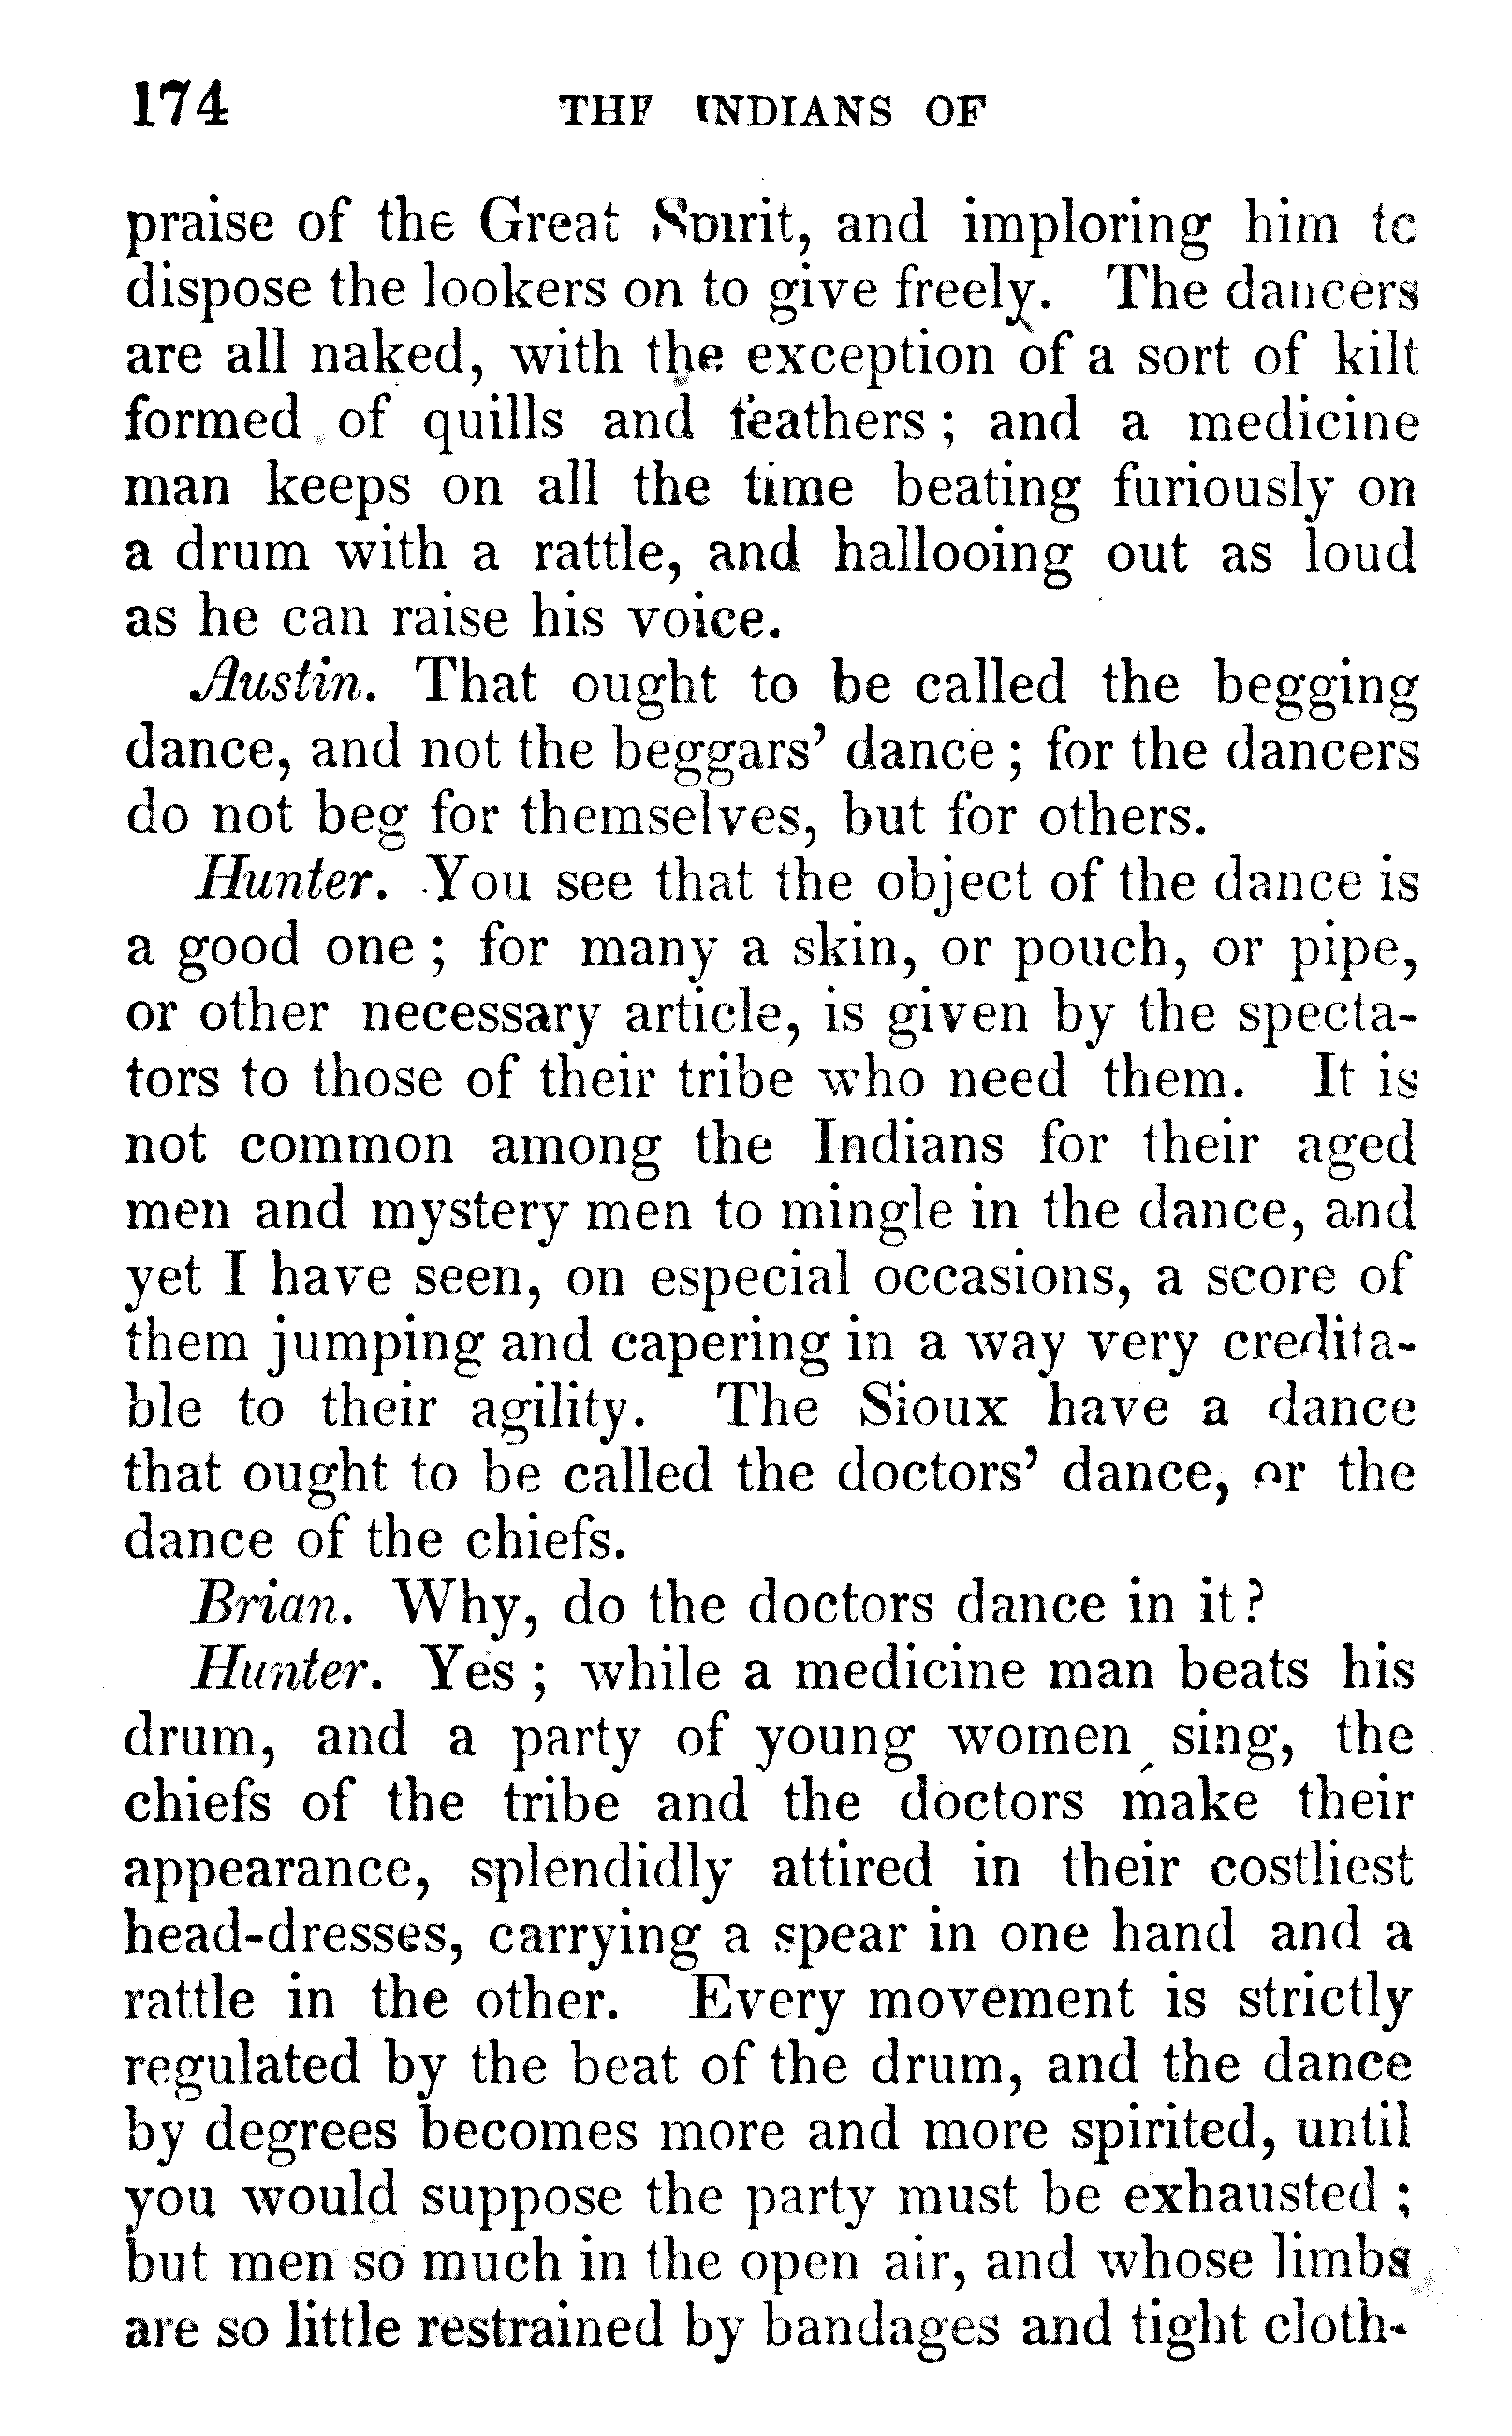 174 THE INDIANS OF
praise of the Great Spirit, and imploring him to
dispose the lookers on to give freely. The dancers
are all naked, with the exception of a sort of kilt
formed of quills and feathers; and a medicine
man keeps on all the time beating furiously on
a drum with a rattle, and hallooing out as loud
as he can raise his voice.
Austin. That ought to be called the begging
dance, and not the beggars' dance; for the dancers
do not beg for themselves, but for others.
Hunter. You see that the object of the dance is
a good one; for many a skin, or pouch, or pipe,
or other necessary article, is given by the specta-
tors to those of their tribe who need them. It is
not common among the Indians for their aged
men and mystery men to mingle in the dance, and
yet I have seen, on especial occasions, a score of
them jumping and capering in a way very credita-
ble to their agility. The Sioux have a dance
that ought to be called the doctors' dance, or the
dance of the chiefs.
Brian. Why, do the doctors dance in it?
Hunter. Yes; while a medicine man beats his
drum, and a party of young women sing, the
chiefs of the tribe and the doctors make their
appearance, splendidly attired in their costliest
head-dresses, carrying a spear in one hand and a
rattle in the other. Every movement is strictly
regulated by the beat of the drum, and the dance
by degrees becomes more and more spirited, until
you would suppose the party must be exhausted;
but men so much in the open air, and whose limbs
are so little restrained by bandages and tight cloth-